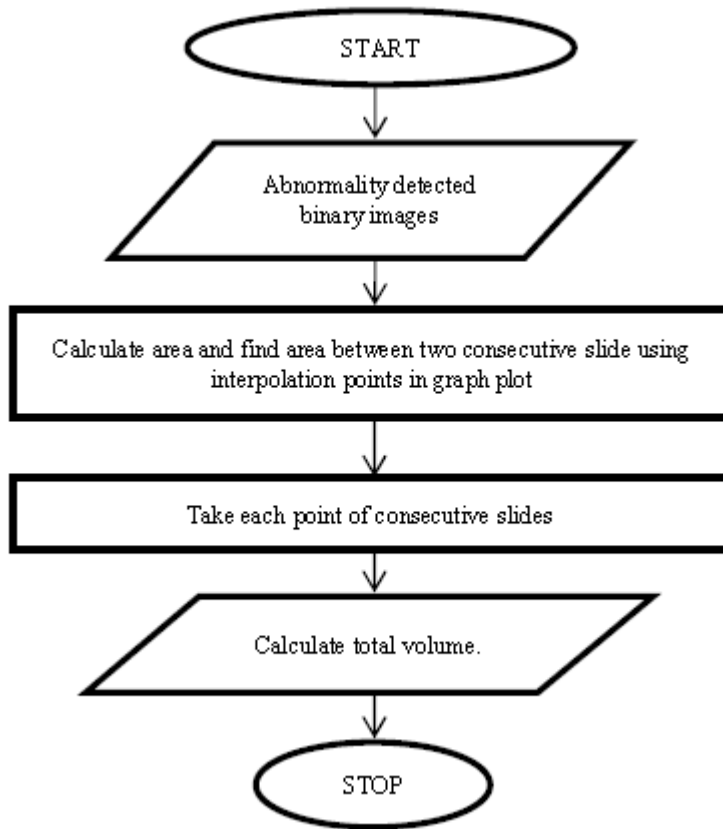 START
Abnormality detected
binary images
Calculate area and find area between two consecutive slide using
interpolation points in graph plot
Take each point of consecutive slides
Calculate total volume.
STOP